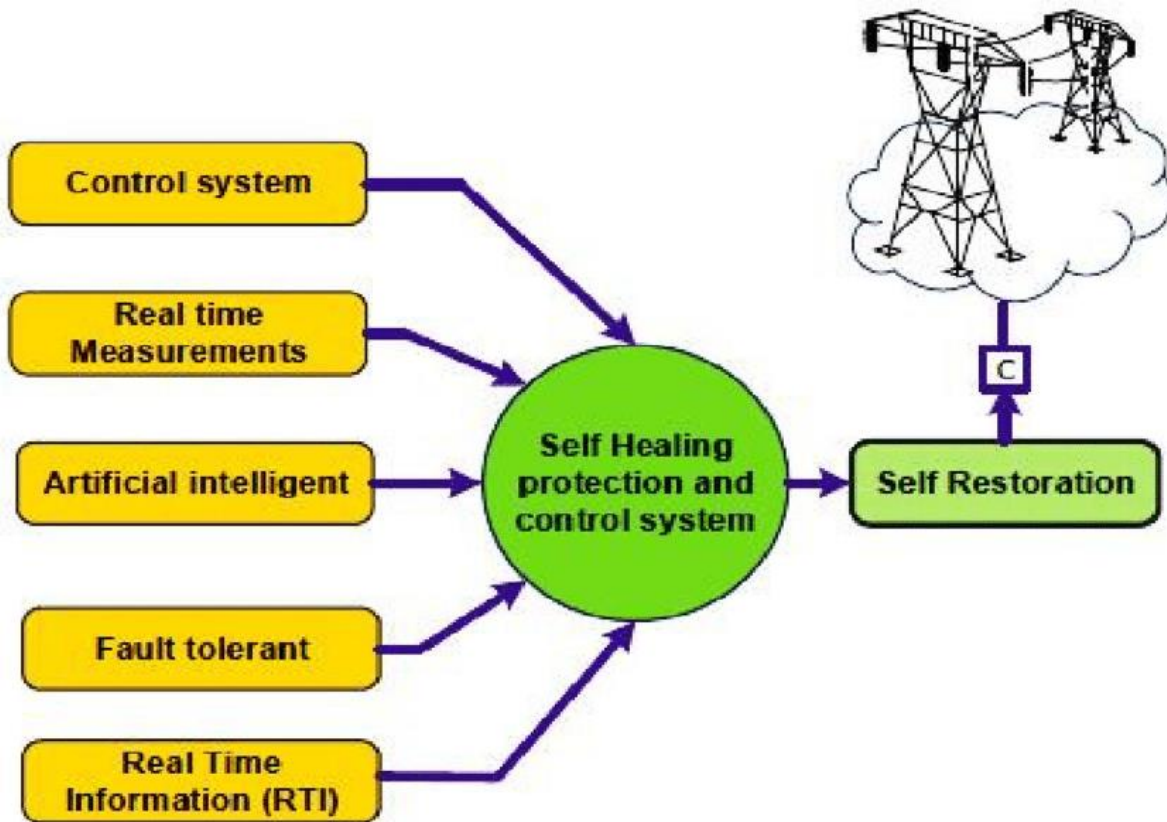 Control system
Real time
Measurements
Artificial intelligent
Fault tolerant
Real Time
Information (RTI)
Self Healing
protection and
control system
Self Restoration
C